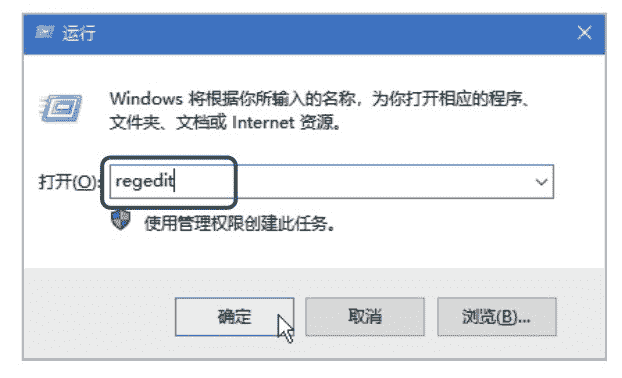 运行
Windows 将根据你所输入的名称，为你打开相应的程序、
文件夹、文档或 Internet 资源。
打开(O): regedit
使用管理权限创建此任务。
确定 取消 浏览(B)...